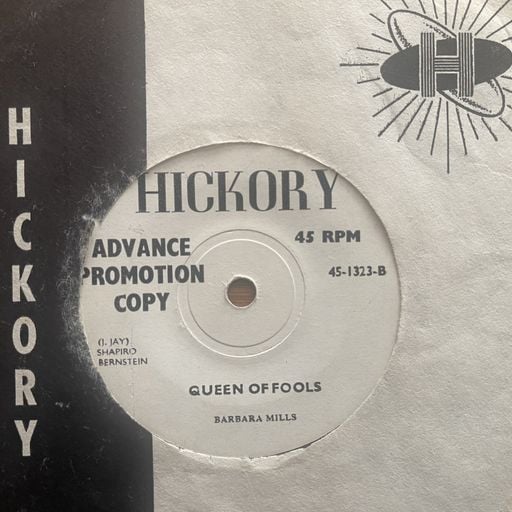 HICKORY
H
HICKORY
ADVANCE
PROMOTION
COPY
45 RPM
45-1323-B
(J. JAY)
SHAPIRO
BERNSTEIN
QUEEN OF FOOLS
BARBARA MILLS